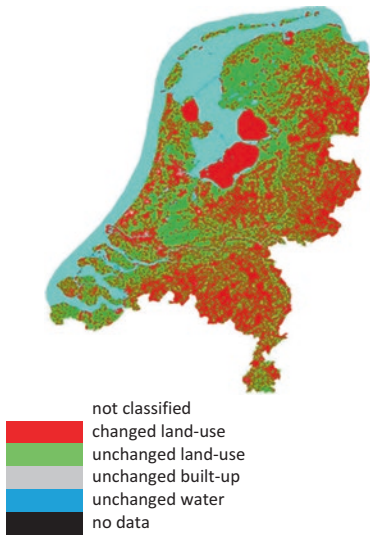 not classified
changed land-use
unchanged land-use
unchanged built-up
unchanged water
no data